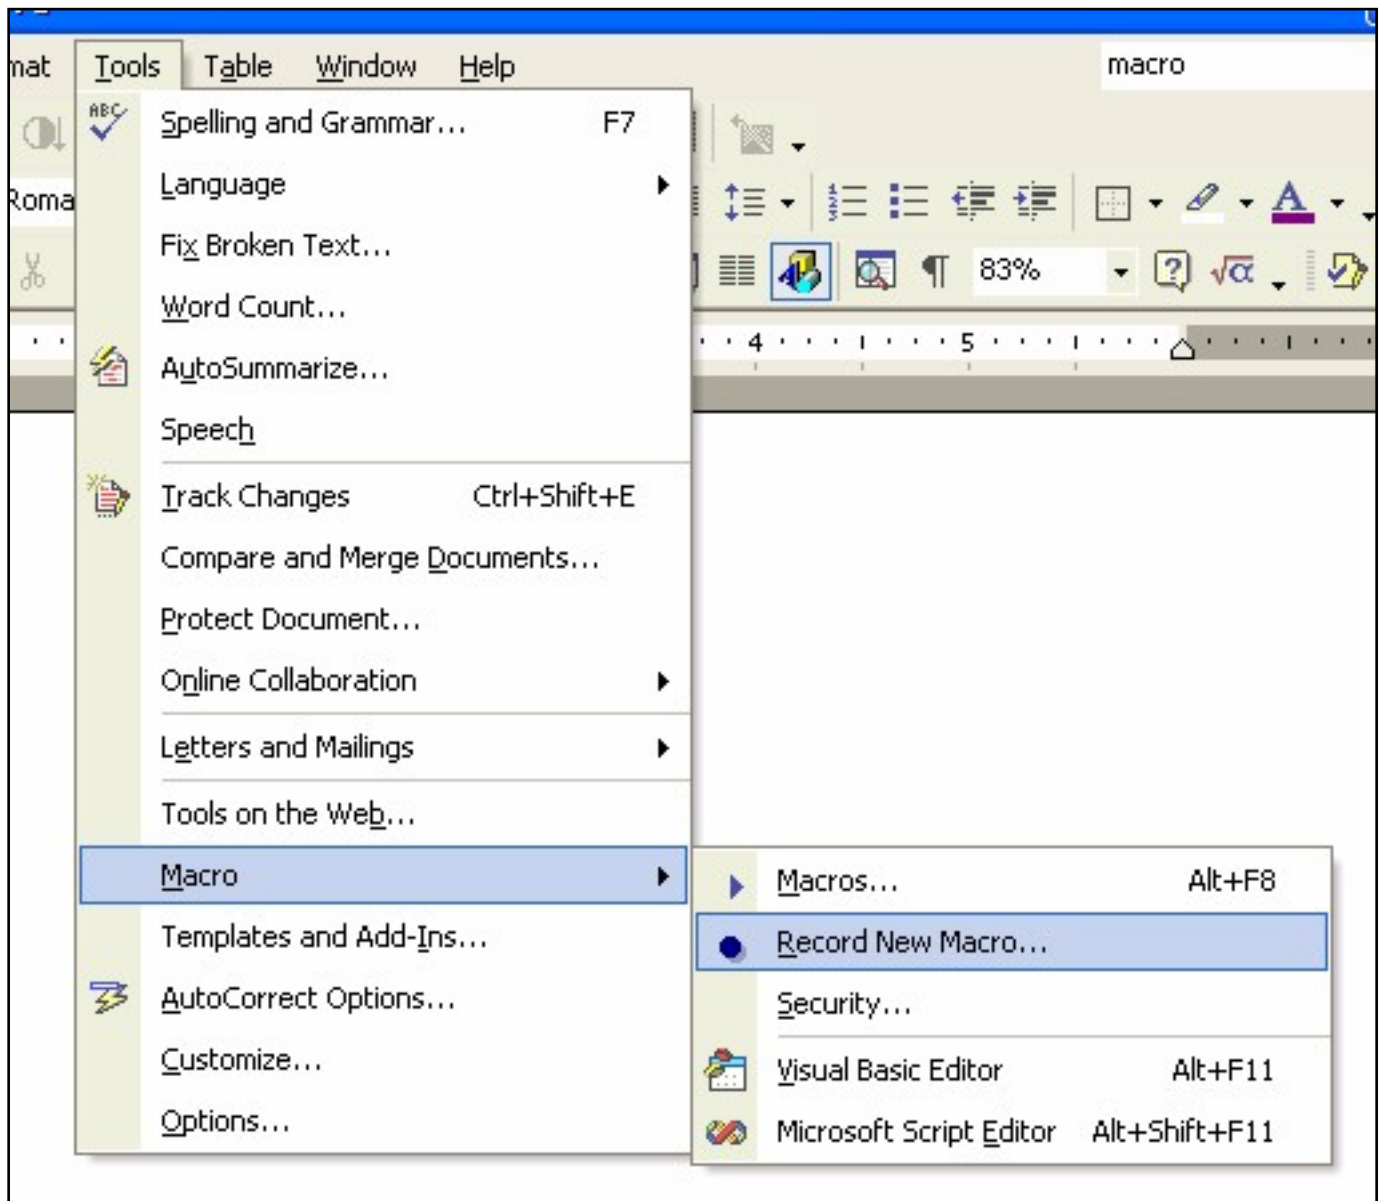 mat Tools Table Window Help macro
Spelling and Grammar... F7
Roma Language
Fix Broken Text...
83%
Word Count...
4 5
AutoSummarize...
Speech
Track Changes Ctrl+Shift+E
Compare and Merge Documents...
Protect Document...
Online Collaboration
Letters and Mailings
Tools on the Web...
Macro
Macros... Alt+F8
Templates and Add-Ins...
Record New Macro...
AutoCorrect Options...
Security...
Customize...
Visual Basic Editor Alt+F11
Options...
Microsoft Script Editor Alt+Shift+F11